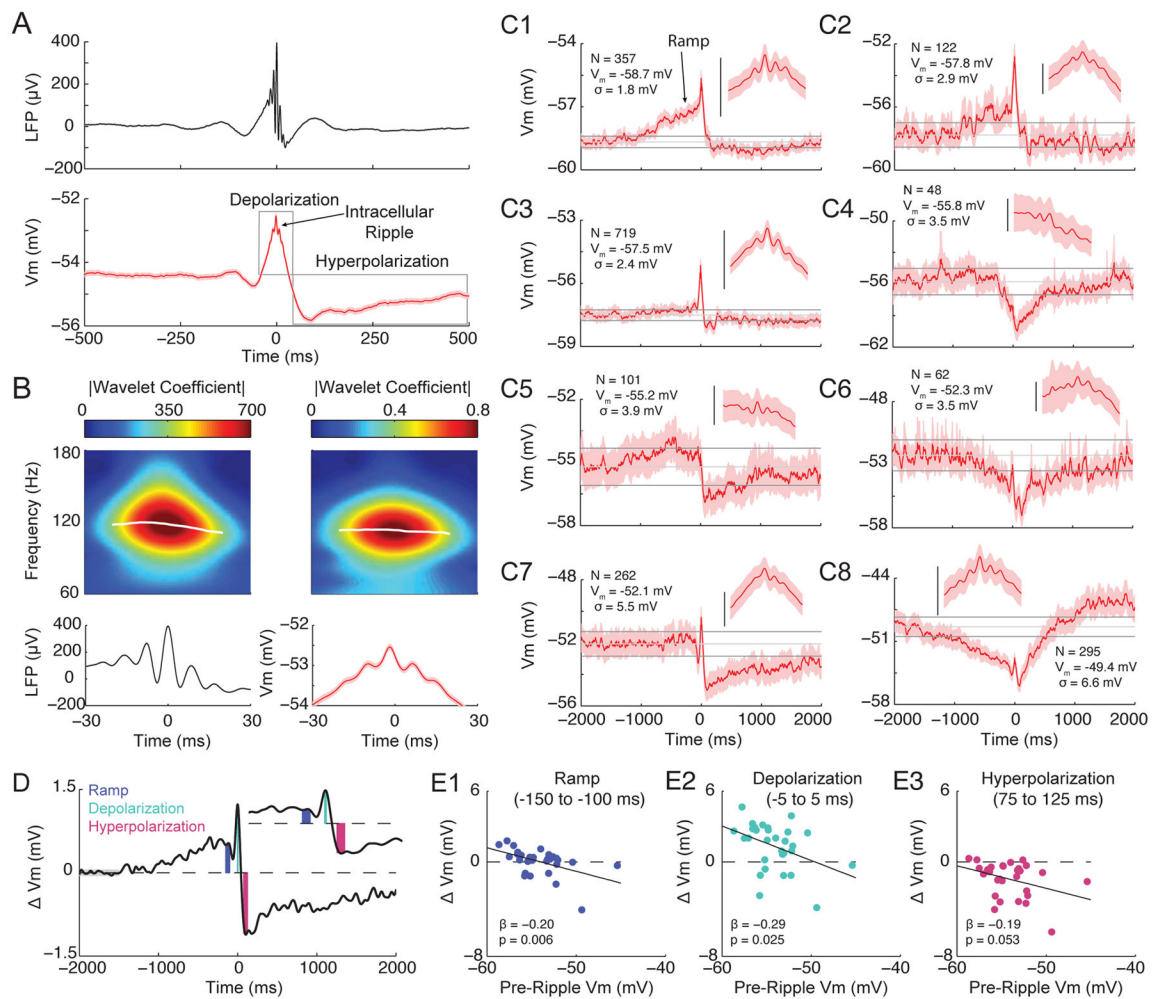 A
400
200
0
−200
LFP (µV)
−500
−250
0
250
500
−52
−54
−56
Vm (mV)
Depolarization
Intracellular
Ripple
Hyperpolarization
−500
−250
0
250
500
Time (ms)
B
|Wavelet Coefficient|
0
350
700
|Wavelet Coefficient|
0
0.4
0.8
180
120
60
Frequency (Hz)
400
200
0
−200
LFP (µV)
−30
0
30
Time (ms)
−52
−53
−54
Vm (mV)
−30
0
30
Time (ms)
C1
−54
−57
−60
Vm (mV)
N = 357
Vm = -58.7 mV
σ = 1.8 mV
Ramp
C2
−52
−56
−60
N = 122
Vm = -57.8 mV
σ = 2.9 mV
C3
−53
−56
−59
Vm (mV)
N = 719
Vm = -57.5 mV
σ = 2.4 mV
C4
−50
−56
−62
N = 48
Vm = -55.8 mV
σ = 3.5 mV
C5
−52
−55
−58
Vm (mV)
N = 101
Vm = -55.2 mV
σ = 3.9 mV
C6
−48
−53
−58
N = 62
Vm = -52.3 mV
σ = 3.5 mV
C7
−48
−52
−56
Vm (mV)
N = 262
Vm = -52.1 mV
σ = 5.5 mV
−2000
−1000
0
1000
2000
Time (ms)
C8
−44
−51
−58
N = 295
Vm = -49.4 mV
σ = 6.6 mV
−2000
−1000
0
1000
2000
Time (ms)
D
1.5
0
−1.5
Δ Vm (mV)
Ramp
Depolarization
Hyperpolarization
−2000
−1000
0
1000
2000
Time (ms)
E1
Ramp
(-150 to -100 ms)
6
0
−8
Δ Vm (mV)
β = −0.20
p = 0.006
−60
−50
−40
Pre-Ripple Vm (mV)
E2
Depolarization
(-5 to 5 ms)
6
0
−8
Δ Vm (mV)
β = −0.29
p = 0.025
−60
−50
−40
Pre-Ripple Vm (mV)
E3
Hyperpolarization
(75 to 125 ms)
6
0
−8
Δ Vm (mV)
β = −0.19
p = 0.053
−60
−50
−40
Pre-Ripple Vm (mV)